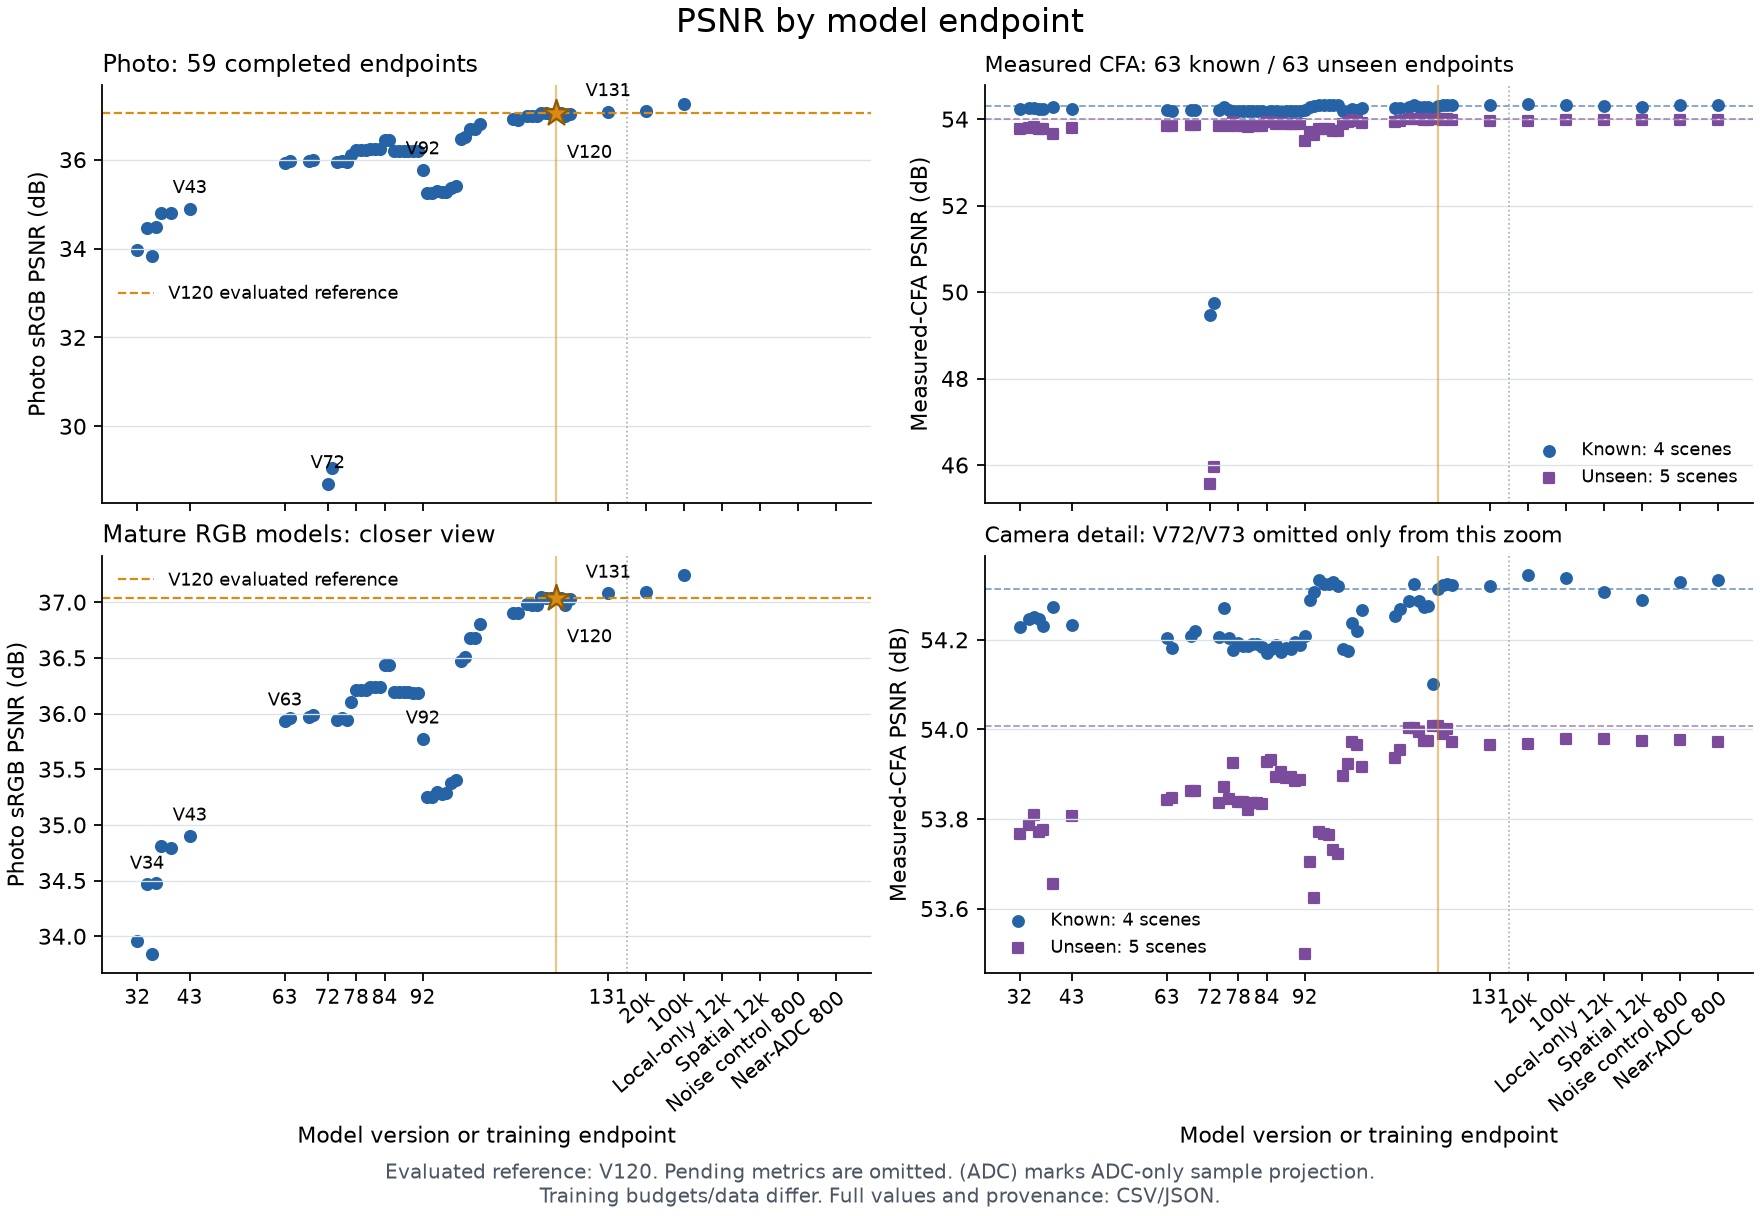 PSNR by model endpoint
Photo: 59 completed endpoints
Photo sRGB PSNR (dB)
36
34
32
30
V43
V72
V92
V120
V131
V120 evaluated reference
Measured CFA: 63 known / 63 unseen endpoints
Measured-CFA PSNR (dB)
54
52
50
48
46
Known: 4 scenes
Unseen: 5 scenes
Mature RGB models: closer view
Photo sRGB PSNR (dB)
37.0
36.5
36.0
35.5
35.0
34.5
34.0
V120 evaluated reference
V131
V120
V63
V92
V43
V34
32
43
63
72
78
84
92
131
20k
100k
Local-only 12k
Spatial 12k
Noise control 800
Near-ADC 800
Model version or training endpoint
Camera detail: V72/V73 omitted only from this zoom
Measured-CFA PSNR (dB)
54.2
54.0
53.8
53.6
Known: 4 scenes
Unseen: 5 scenes
32
43
63
72
78
84
92
131
20k
100k
Local-only 12k
Spatial 12k
Noise control 800
Near-ADC 800
Model version or training endpoint
Evaluated reference: V120. Pending metrics are omitted. (ADC) marks ADC-only sample projection.
Training budgets/data differ. Full values and provenance: CSV/JSON.